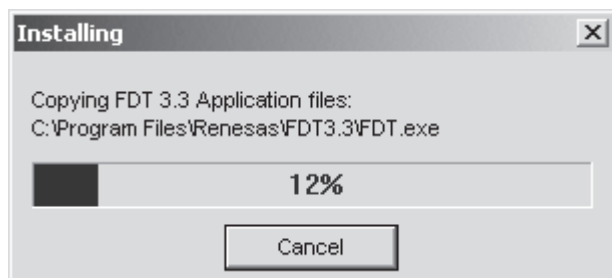 Installing
Copying FDT 3.3 Application files:
C:\Program Files\Renesas\FDT3.3\FDT.exe
12%
Cancel